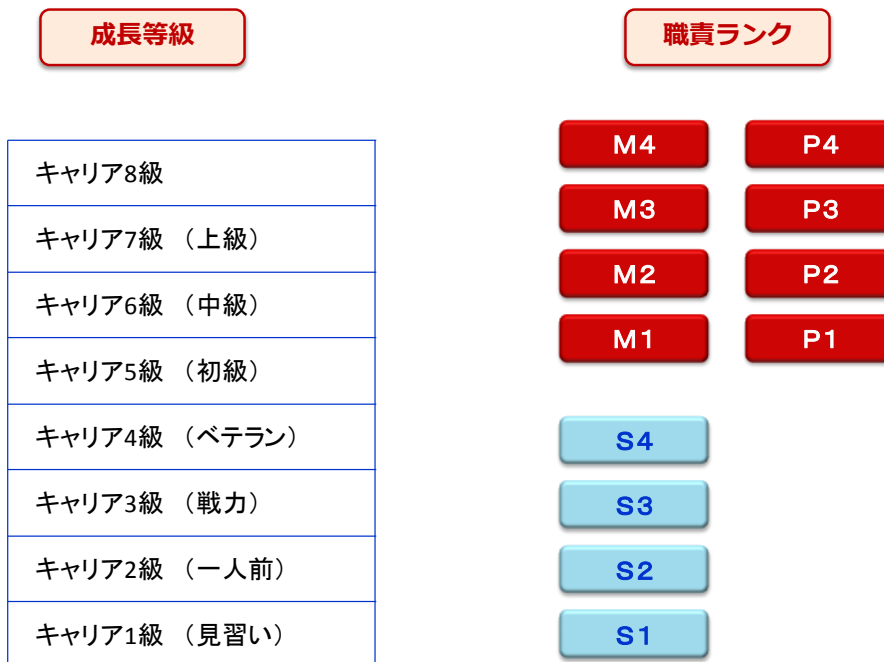 成長等級
職責ランク
キャリア8級
キャリア7級 （上級）
キャリア6級 （中級）
キャリア5級 （初級）
キャリア4級 （ベテラン）
キャリア3級 （戦力）
キャリア2級 （一人前）
キャリア1級 （見習い）
Ｍ４ Ｐ４
Ｍ３ Ｐ３
Ｍ２ Ｐ２
Ｍ１ Ｐ１
Ｓ４
Ｓ３
Ｓ２
Ｓ１